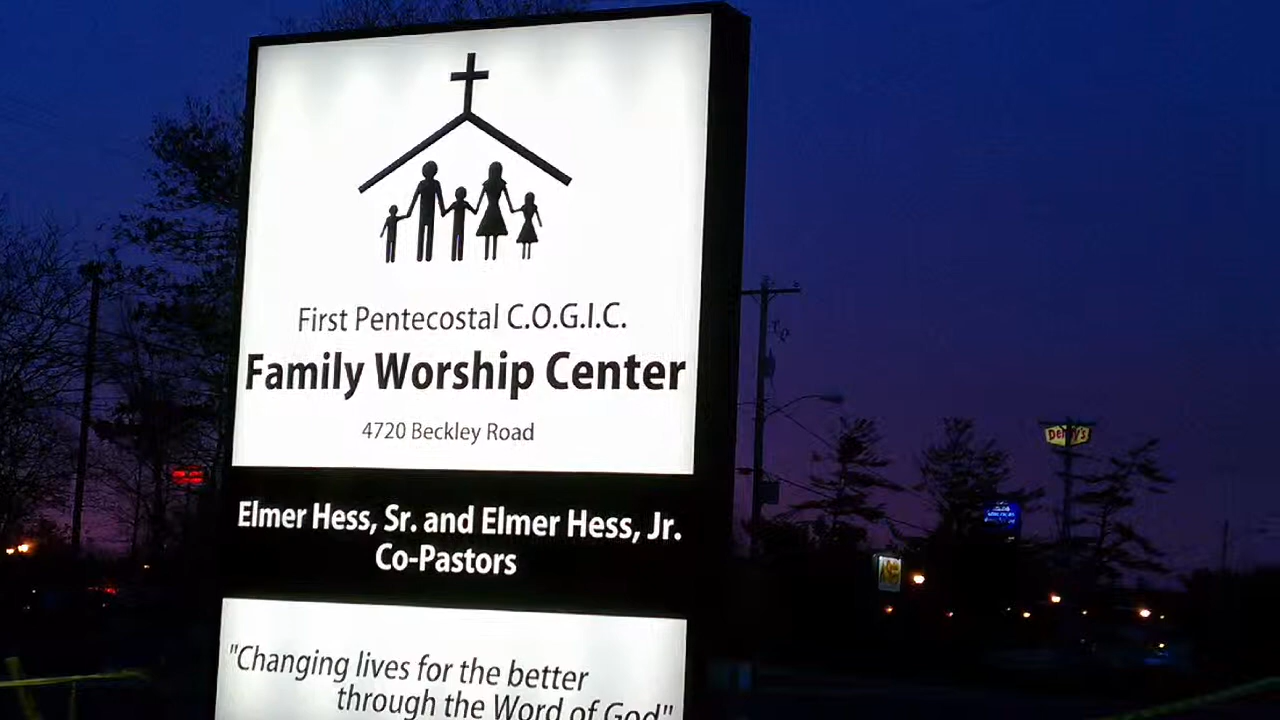 First Pentecostal C.O.G.I.C.
Family Worship Center
4720 Beckley Road
Elmer Hess, Sr. and Elmer Hess, Jr.
Co-Pastors
"Changing lives for the better
through the Word of God"
Denny's